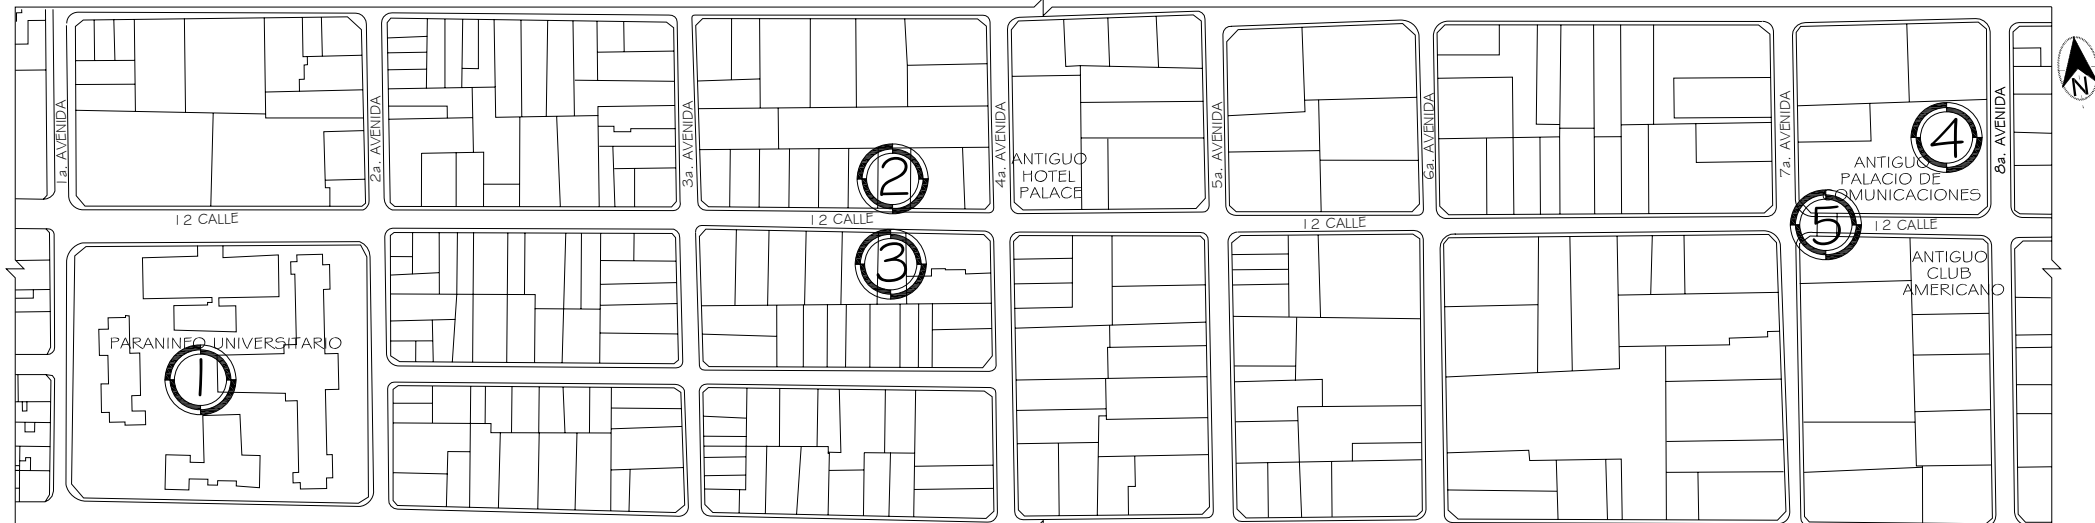 1a. AVENIDA
2a. AVENIDA
3a. AVENIDA
4a. AVENIDA
5a. AVENIDA
6a. AVENIDA
7a. AVENIDA
8a. AVENIDA
N
4
2
ANTIGUO
HOTEL
PALACE
ANTIGUO
PALACIO DE
COMUNICACIONES
12 CALLE
12 CALLE
12 CALLE
5
12 CALLE
3
ANTIGUO
CLUB
AMERICANO
PARANINFO UNIVERSITARIO
1